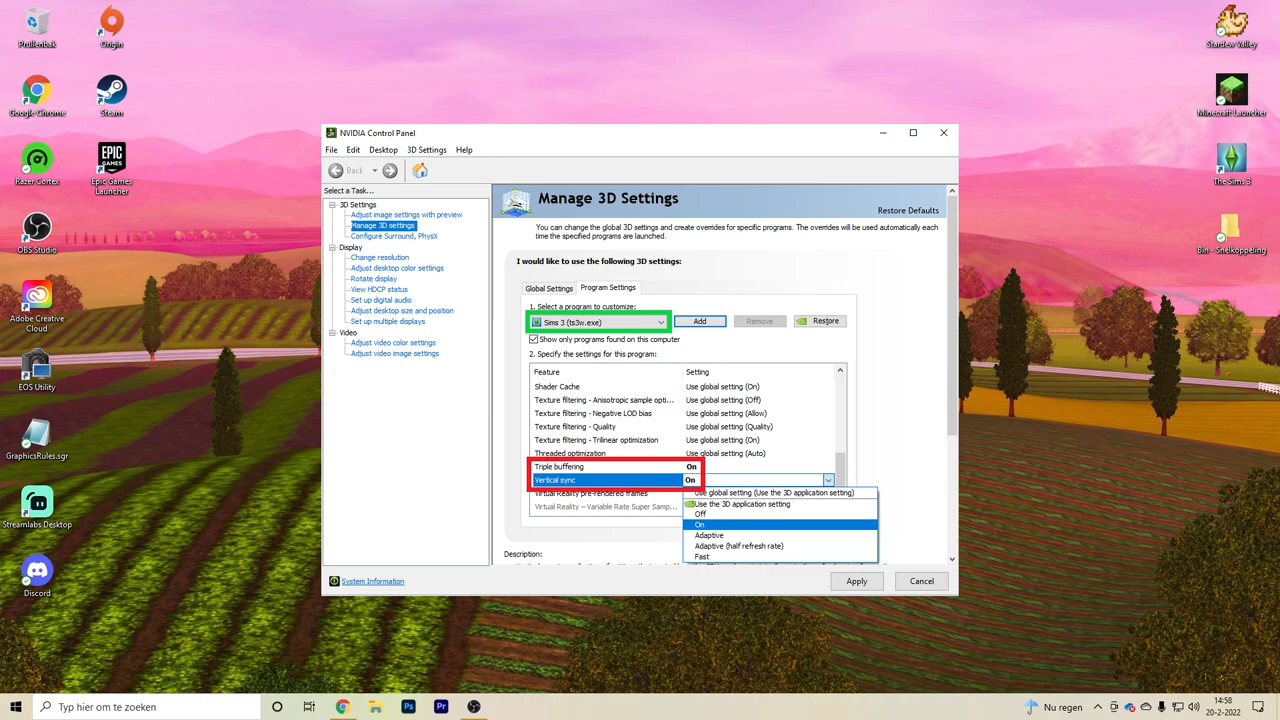 Prullenbak
Origin
Google Chrome
Steam
Razer Cortex
EPIC
GAMES
Epic Games
Launcher
OBS Studio
Adobe Creative
Cloud
EOS Utility
GraphicsRules.sgr
Streamlabs Desktop
Discord
Stardew Valley
Minecraft Launcher
The Sims 3
Bin - Snelkoppeling
NVIDIA Control Panel
File Edit Desktop 3D Settings Help
Back
Select a Task...
3D Settings
Adjust image settings with preview
Manage 3D settings
Configure Surround, PhysX
Display
Change resolution
Adjust desktop color settings
Rotate display
View HDCP status
Set up digital audio
Adjust desktop size and position
Set up multiple displays
Video
Adjust video color settings
Adjust video image settings
System Information
Manage 3D Settings
Restore Defaults
You can change the global 3D settings and create overrides for specific programs. The overrides will be used automatically each
time the specified programs are launched.
I would like to use the following 3D settings:
Global Settings Program Settings
1. Select a program to customize:
Sims 3 (ts3w.exe) Add Remove Restore
Show only programs found on this computer
2. Specify the settings for this program:
Feature Setting
Shader Cache Use global setting (On)
Texture filtering - Anisotropic sample opti... Use global setting (Off)
Texture filtering - Negative LOD bias Use global setting (Allow)
Texture filtering - Quality Use global setting (Quality)
Texture filtering - Trilinear optimization Use global setting (On)
Threaded optimization Use global setting (Auto)
Triple buffering On
Vertical sync On
Virtual Reality pre-rendered frames
Virtual Reality – Variable Rate Super Samp...
Use global setting (Use the 3D application setting)
Use the 3D application setting
Off
On
Adaptive
Adaptive (half refresh rate)
Fast
Description:
Apply Cancel
Typ hier om te zoeken
Ps
Pr
Nu regen
14:58
20-2-2022